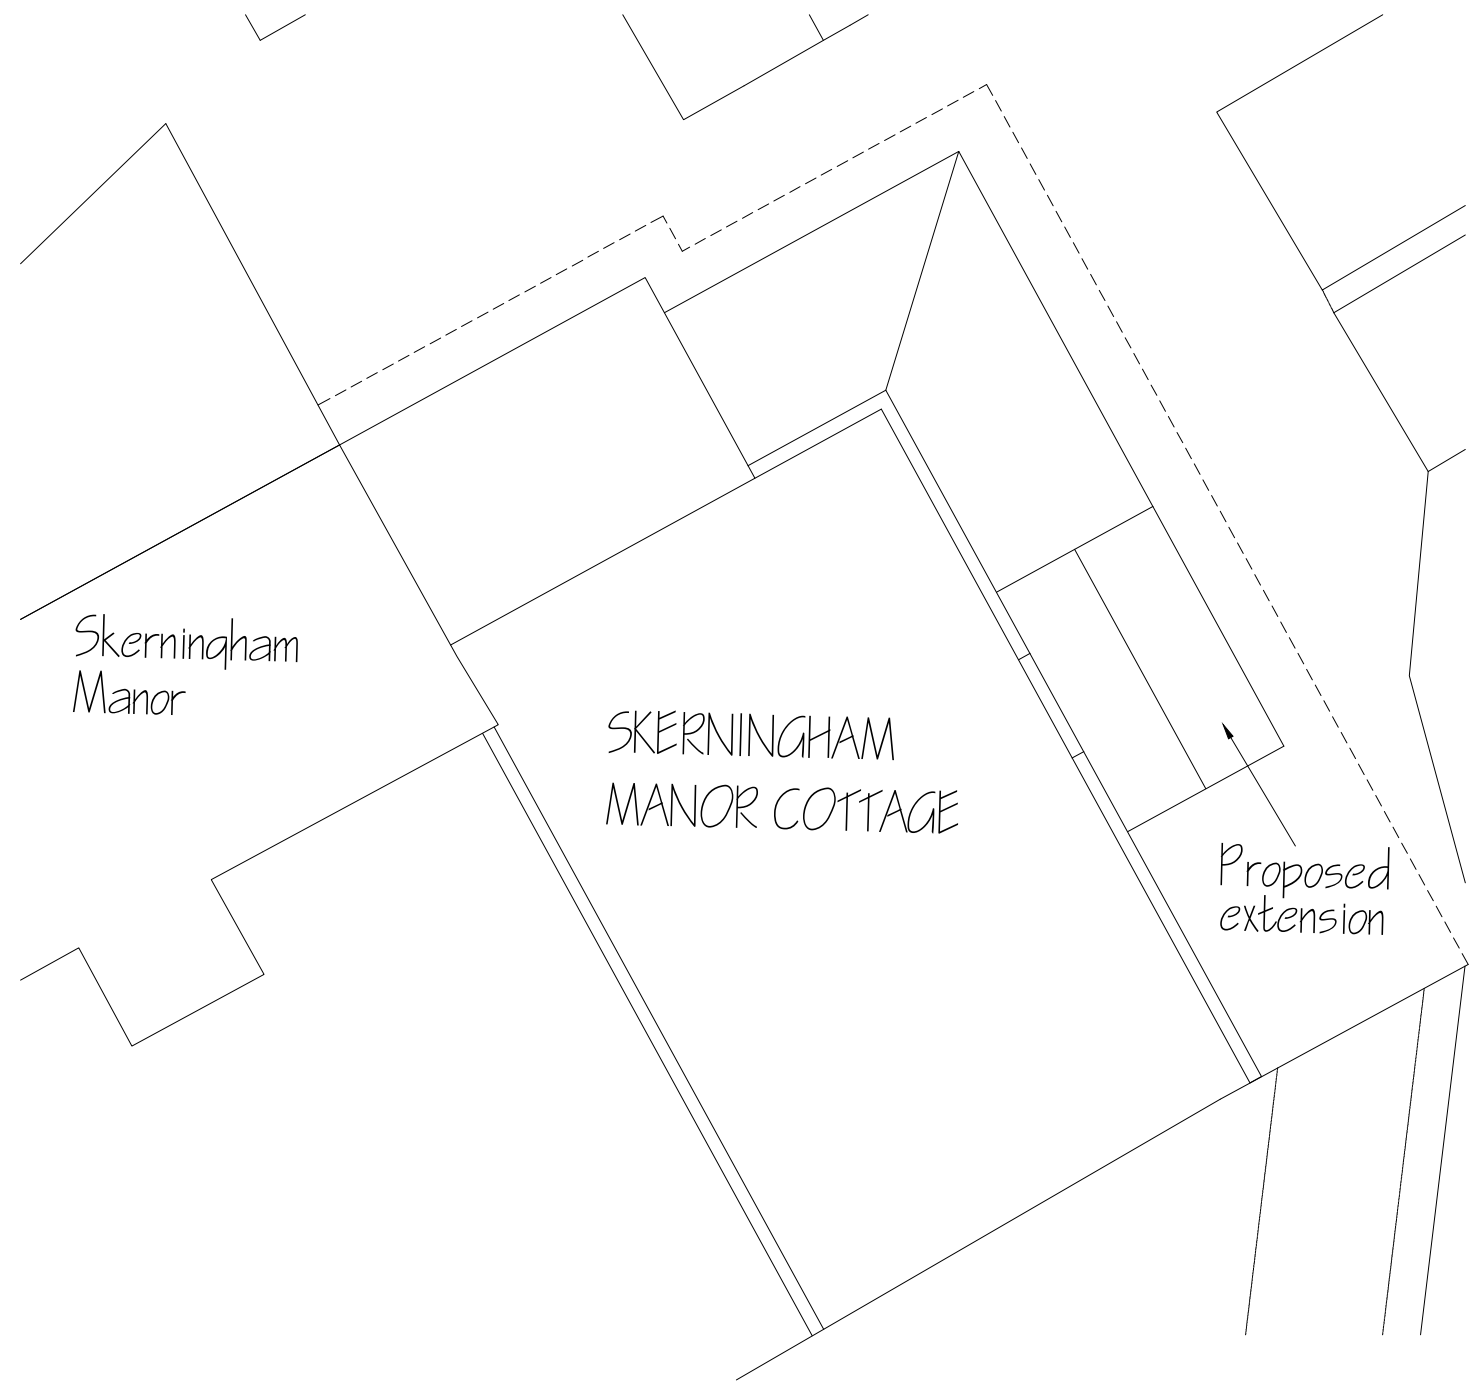 Skerningham
Manor
SKERNINGHAM
MANOR COTTAGE
Proposed
extension